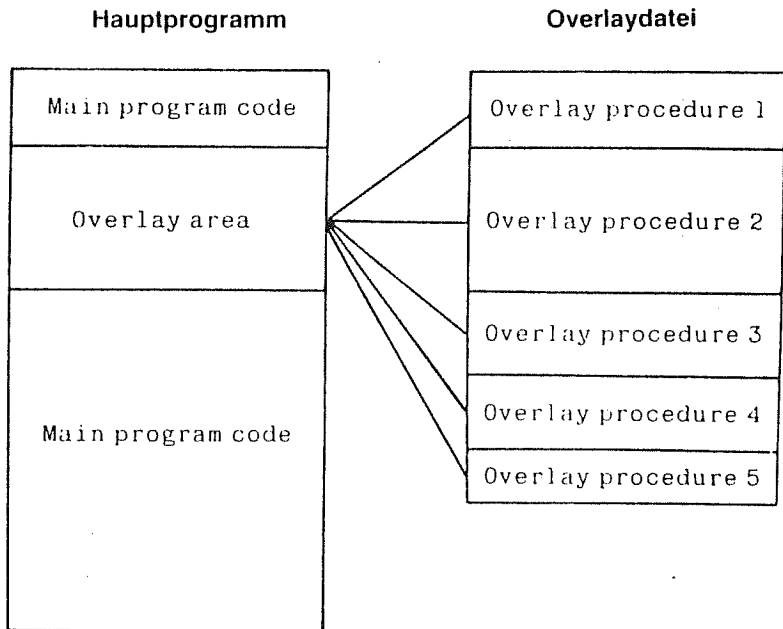 Hauptprogramm
Overlaydatei
Main program code
Overlay area
Main program code
Overlay procedure 1
Overlay procedure 2
Overlay procedure 3
Overlay procedure 4
Overlay procedure 5